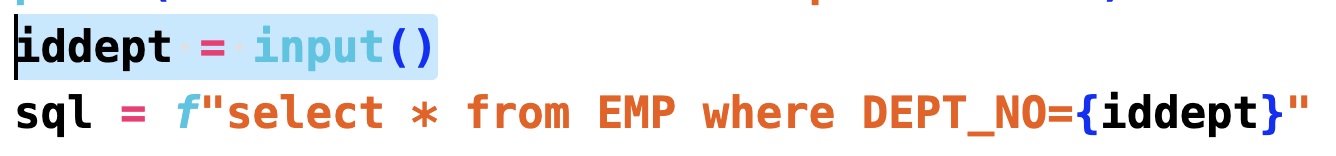 iddept = input()
sql = f"select * from EMP where DEPT_NO={iddept}"